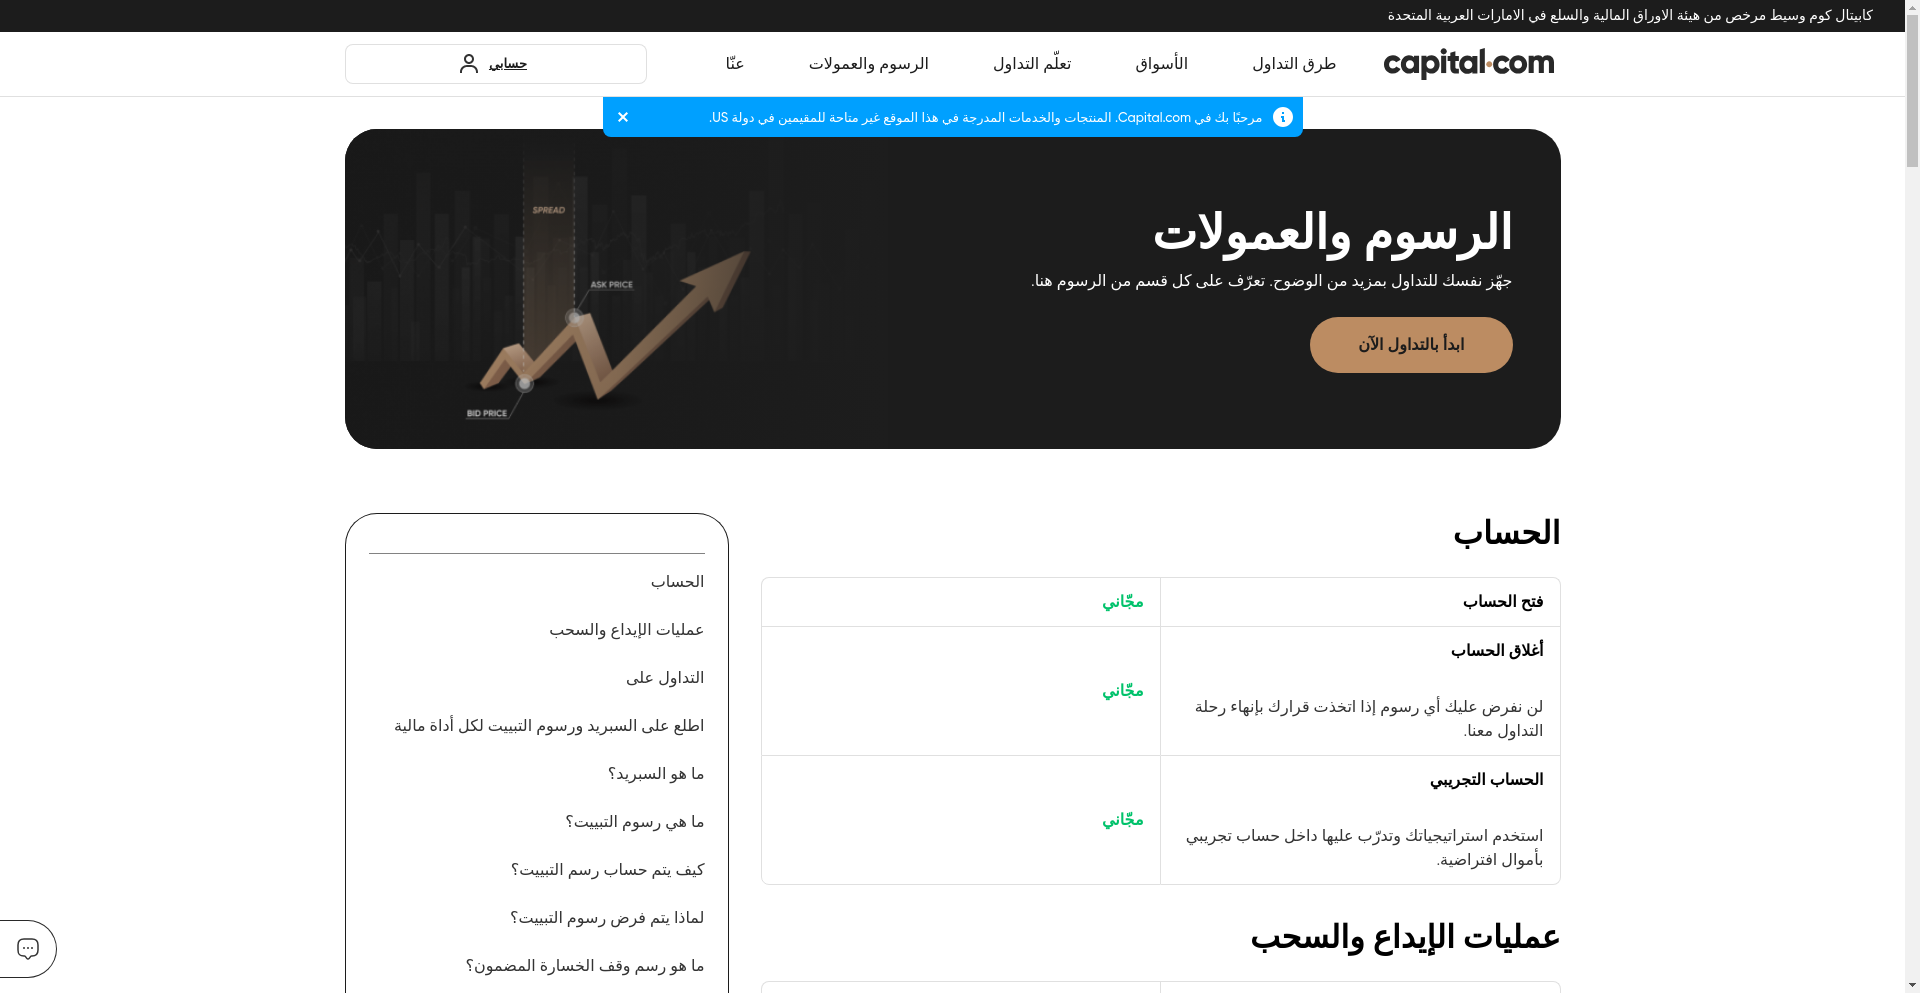 كابيتال كوم وسيط مرخص من هيئة الاوراق المالية والسلع في الامارات العربية المتحدة
capital.com
طرق التداول
الأسواق
تعلّم التداول
الرسوم والعمولات
عنّا
حسابي
مرحبًا بك في Capital.com. المنتجات والخدمات المدرجة في هذا الموقع غير متاحة للمقيمين في دولة US.
الرسوم والعمولات
جهّز نفسك للتداول بمزيد من الوضوح. تعرّف على كل قسم من الرسوم هنا.
ابدأ بالتداول الآن
SPREAD
ASK PRICE
BID PRICE
الحساب
فتح الحساب
مجّاني
أغلاق الحساب
لن نفرض عليك أي رسوم إذا اتخذت قرارك بإنهاء رحلة
التداول معنا.
مجّاني
الحساب التجريبي
استخدم استراتيجياتك وتدرّب عليها داخل حساب تجريبي
بأموال افتراضية.
مجّاني
عمليات الإيداع والسحب
الحساب
عمليات الإيداع والسحب
التداول على
اطلع على السبريد ورسوم التبييت لكل أداة مالية
ما هو السبريد؟
ما هي رسوم التبييت؟
كيف يتم حساب رسم التبييت؟
لماذا يتم فرض رسوم التبييت؟
ما هو رسم وقف الخسارة المضمون؟